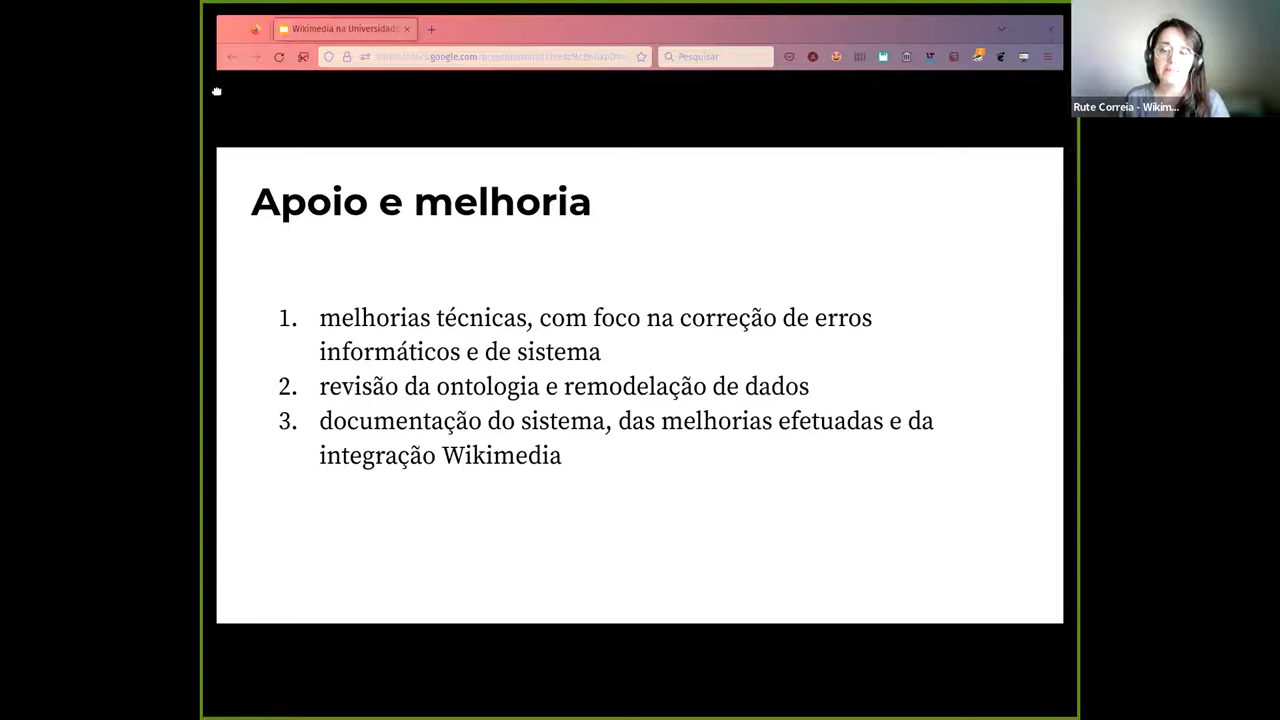 Wikimedia na Universidad
google.com
Pesquisar
Rute Correia - Wikim...
Apoio e melhoria
1. melhorias técnicas, com foco na correção de erros
informáticos e de sistema
2. revisão da ontologia e remodelação de dados
3. documentação do sistema, das melhorias efetuadas e da
integração Wikimedia